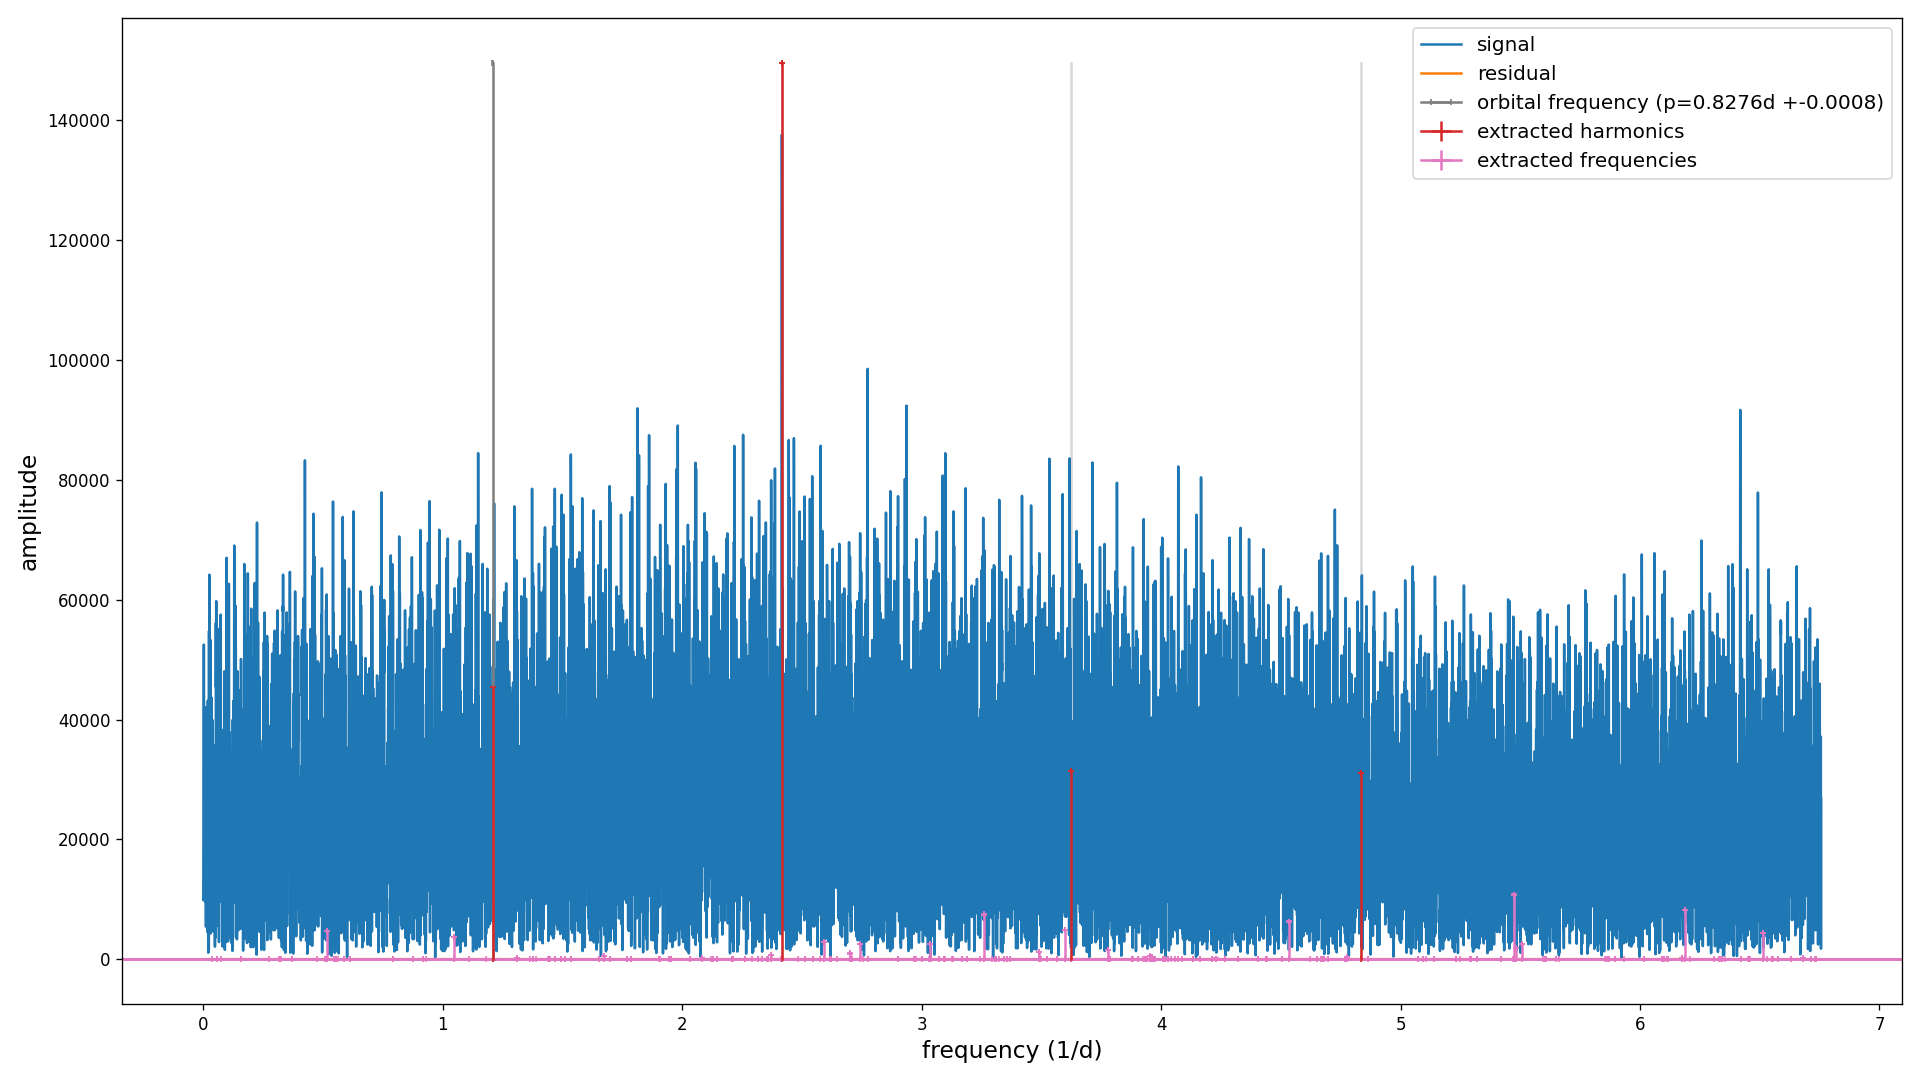 signal
residual
orbital frequency (p=0.8276d +-0.0008)
extracted harmonics
extracted frequencies
amplitude
140000
120000
100000
80000
60000
40000
20000
0
0 1 2 3 4 5 6 7
frequency (1/d)